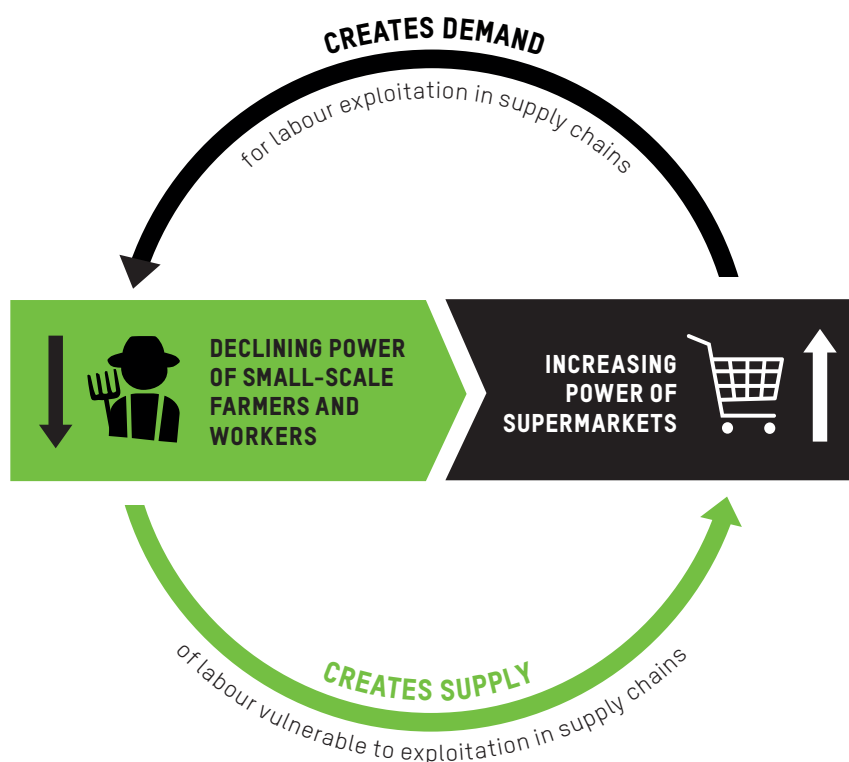 CREATES DEMAND
for labour exploitation in supply chains
DECLINING POWER
OF SMALL-SCALE
FARMERS AND
WORKERS
INCREASING
POWER OF
SUPERMARKETS
CREATES SUPPLY
of labour vulnerable to exploitation in supply chains